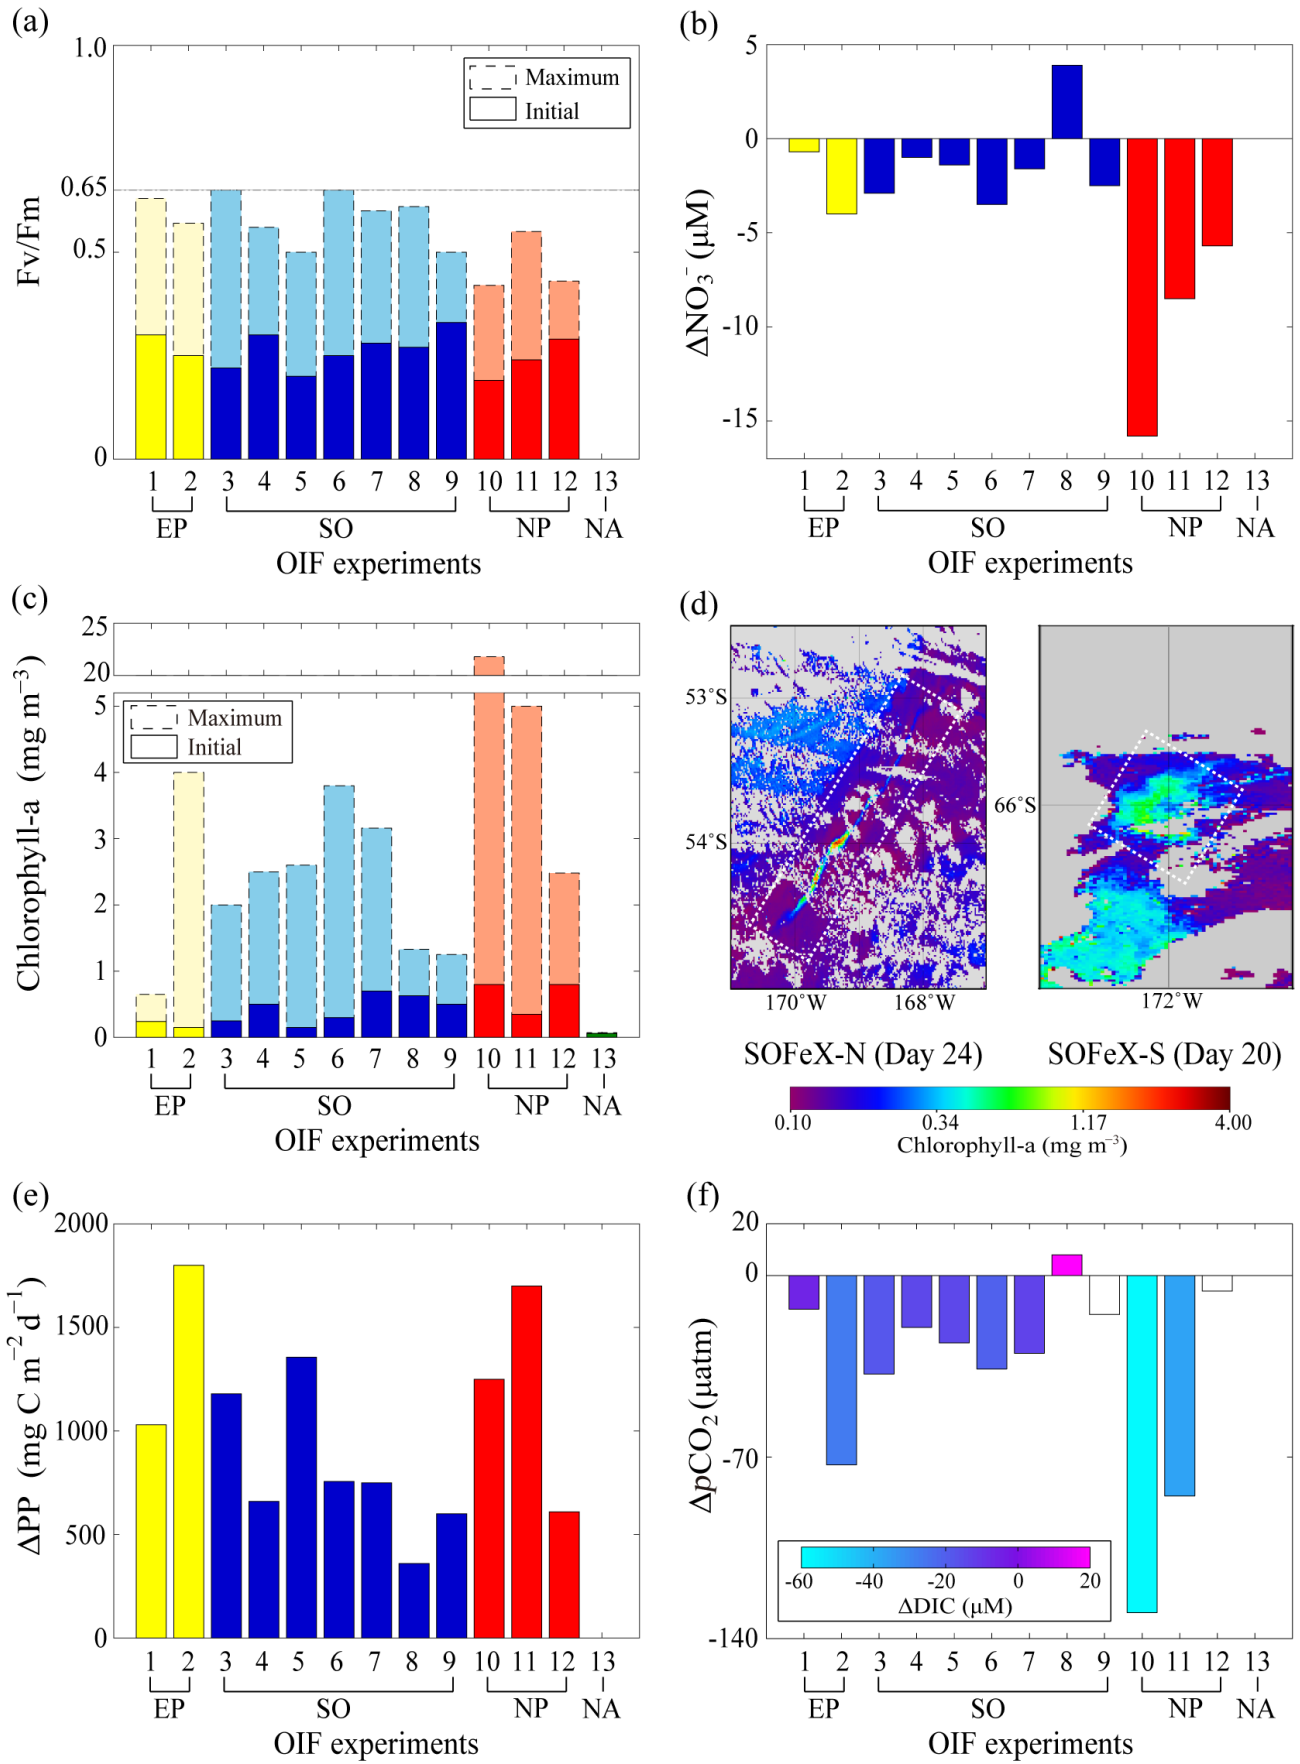 (a)
1.0
0.65
0.5
0
Fv/Fm
Maximum
Initial
1 2 3 4 5 6 7 8 9 10 11 12 13
EP SO NP NA
OIF experiments
(b)
5
0
-5
-10
-15
ΔNO₃⁻ (μM)
1 2 3 4 5 6 7 8 9 10 11 12 13
EP SO NP NA
OIF experiments
(c)
25
20
5
4
3
2
1
0
Chlorophyll-a (mg m⁻³)
Maximum
Initial
1 2 3 4 5 6 7 8 9 10 11 12 13
EP SO NP NA
OIF experiments
(d)
53°S
54°S
170°W 168°W
66°S
172°W
SOFeX-N (Day 24) SOFeX-S (Day 20)
0.10 0.34 1.17 4.00
Chlorophyll-a (mg m⁻³)
(e)
2000
1500
1000
500
0
ΔPP (mg C m⁻² d⁻¹)
1 2 3 4 5 6 7 8 9 10 11 12 13
EP SO NP NA
OIF experiments
(f)
20
0
-70
-140
ΔpCO₂ (μatm)
-60 -40 -20 0 20
ΔDIC (μM)
1 2 3 4 5 6 7 8 9 10 11 12 13
EP SO NP NA
OIF experiments